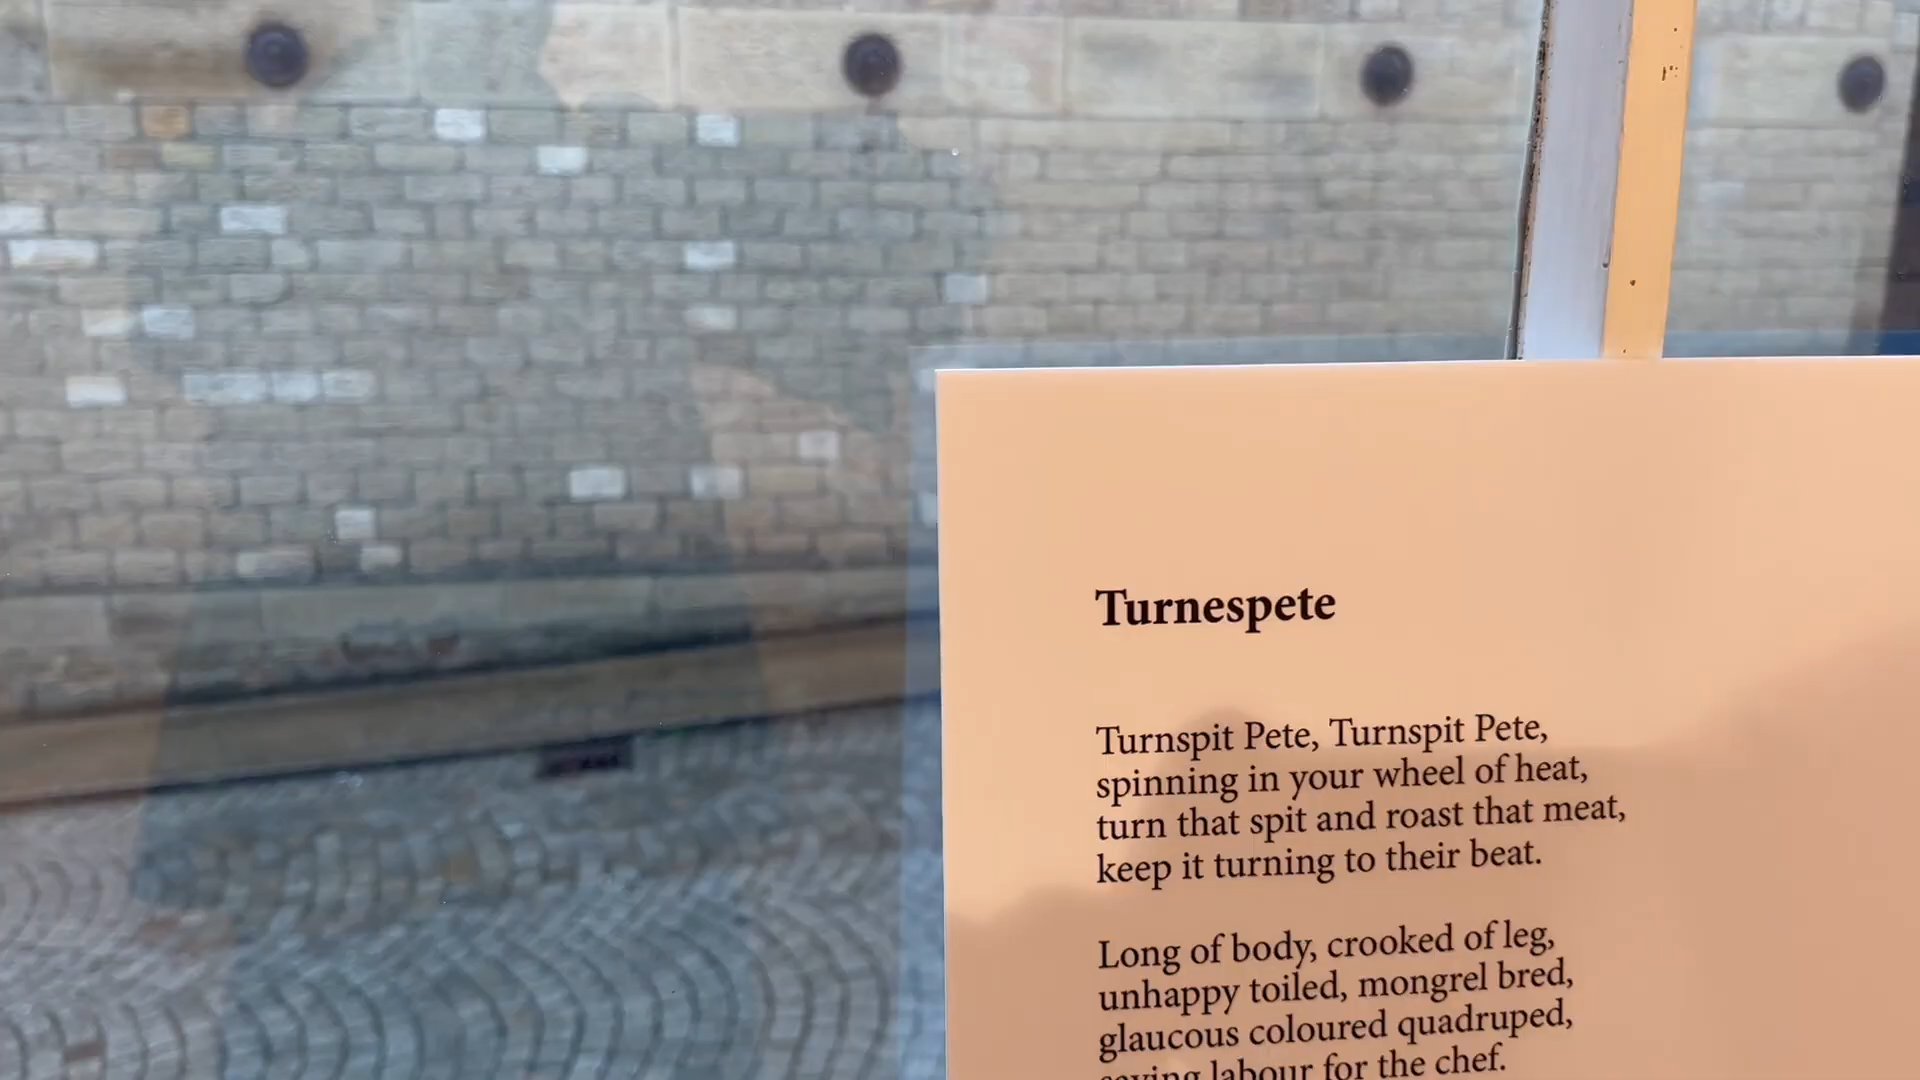 Turnespete
Turnspit Pete, Turnspit Pete,
spinning in your wheel of heat,
turn that spit and roast that meat,
keep it turning to their beat.
Long of body, crooked of leg,
unhappy toiled, mongrel bred,
glaucous coloured quadruped,
saving labour for the chef.